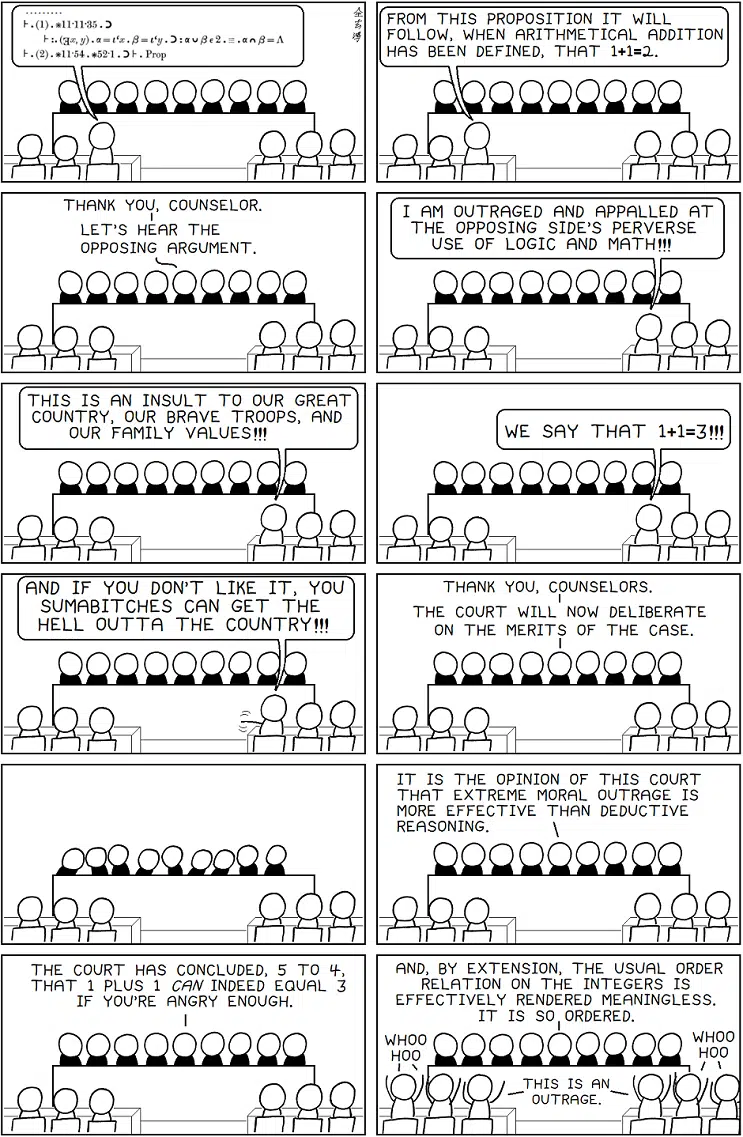 .........
⊢.(1).*11·11·35.⊃
⊢:.(ƎX,y).α=ι‘x.β=ι‘y.⊃:α∪β∈2.≡.α∩β=Λ
⊢.(2).*11·54.*52·1.⊃⊢.Prop
FROM THIS PROPOSITION IT WILL
FOLLOW, WHEN ARITHMETICAL ADDITION
HAS BEEN DEFINED, THAT 1+1=2.
THANK YOU, COUNSELOR.
LET'S HEAR THE
OPPOSING ARGUMENT.
I AM OUTRAGED AND APPALLED AT
THE OPPOSING SIDE'S PERVERSE
USE OF LOGIC AND MATH!!!
THIS IS AN INSULT TO OUR GREAT
COUNTRY, OUR BRAVE TROOPS, AND
OUR FAMILY VALUES!!!
WE SAY THAT 1+1=3!!!
AND IF YOU DON'T LIKE IT, YOU
SUMABITCHES CAN GET THE
HELL OUTTA THE COUNTRY!!!
THANK YOU, COUNSELORS.
THE COURT WILL NOW DELIBERATE
ON THE MERITS OF THE CASE.
IT IS THE OPINION OF THIS COURT
THAT EXTREME MORAL OUTRAGE IS
MORE EFFECTIVE THAN DEDUCTIVE
REASONING.
THE COURT HAS CONCLUDED, 5 TO 4,
THAT 1 PLUS 1 CAN INDEED EQUAL 3
IF YOU'RE ANGRY ENOUGH.
AND, BY EXTENSION, THE USUAL ORDER
RELATION ON THE INTEGERS IS
EFFECTIVELY RENDERED MEANINGLESS.
IT IS SO ORDERED.
WHOO
HOO
WHOO
HOO
THIS IS AN
OUTRAGE.